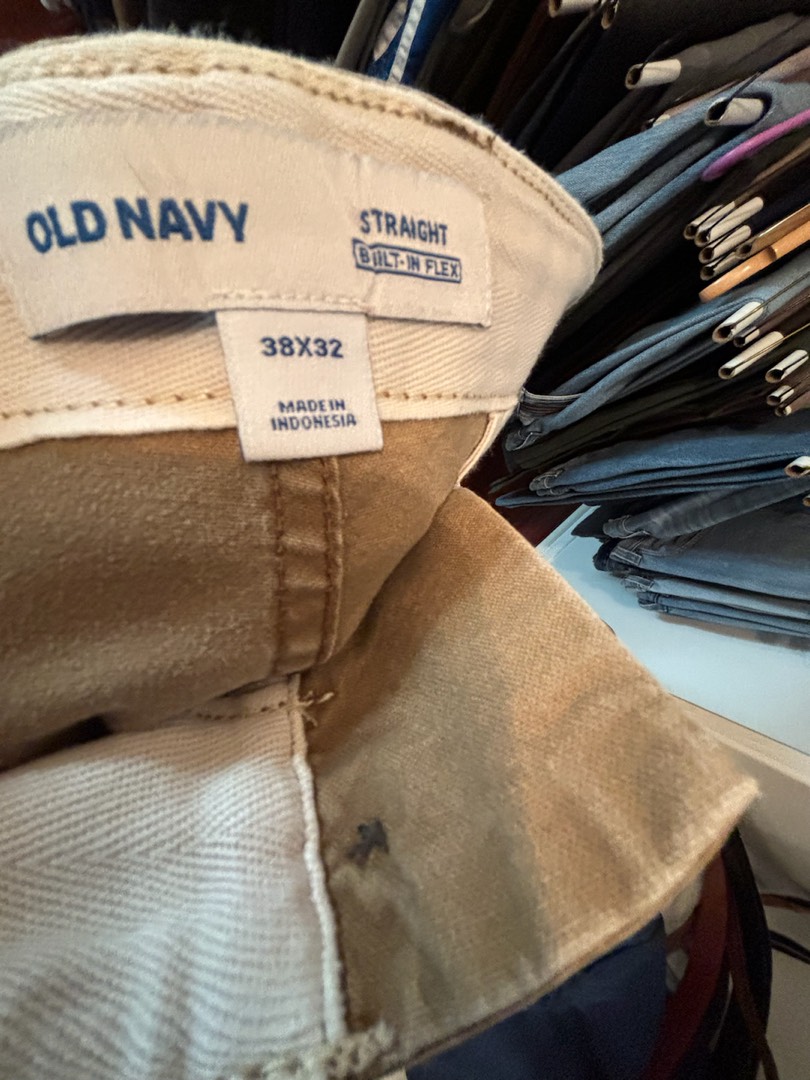 OLD NAVY
STRAIGHT
BUILT-IN FLEX
38X32
MADE IN
INDONESIA